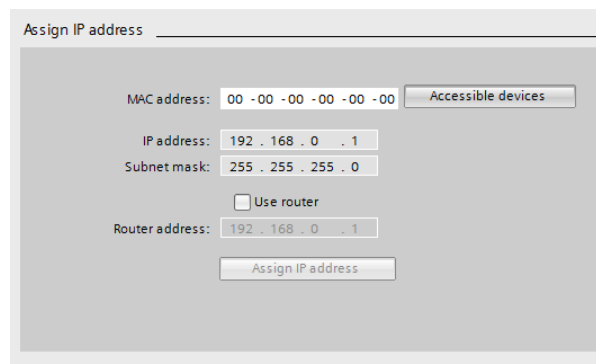 Assign IP address
MAC address: 00 -00 -00 -00 -00 -00 Accessible devices
IP address: 192 . 168 . 0 . 1
Subnet mask: 255 . 255 . 255 . 0
Use router
Router address: 192 . 168 . 0 . 1
Assign IP address